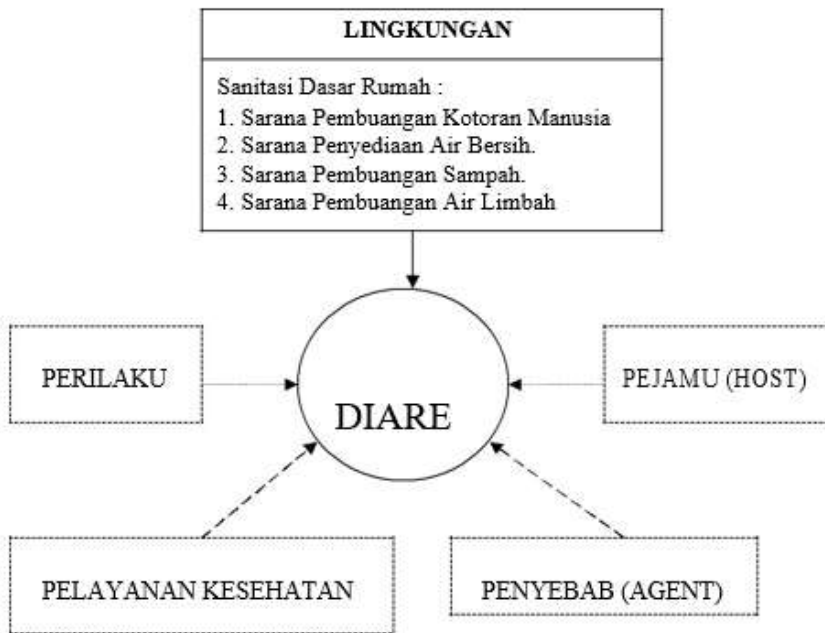 LINGKUNGAN
Sanitasi Dasar Rumah :
1. Sarana Pembuangan Kotoran Manusia
2. Sarana Penyediaan Air Bersih.
3. Sarana Pembuangan Sampah.
4. Sarana Pembuangan Air Limbah
PERILAKU
PEJAMU (HOST)
DIARE
PELAYANAN KESEHATAN
PENYEBAB (AGENT)